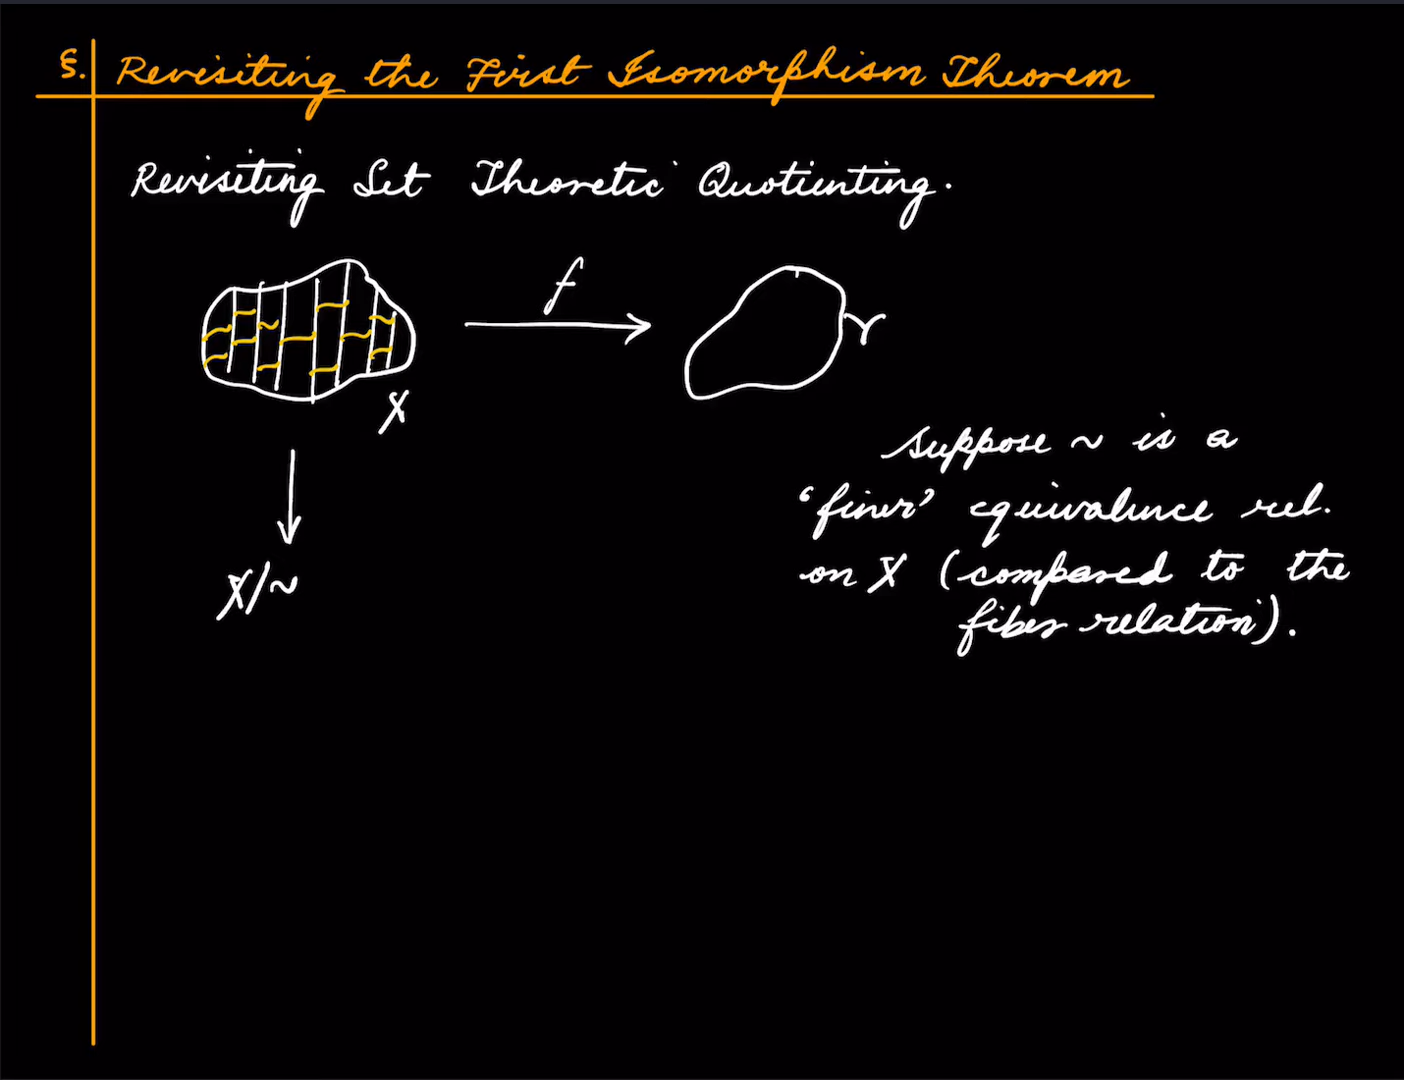 §. Revisiting the First Isomorphism Theorem
Revisiting Set Theoretic Quotienting.
f
Y
X
X/~
Suppose ~ is a
'finer' equivalence rel.
on X (compared to the
fiber relation).